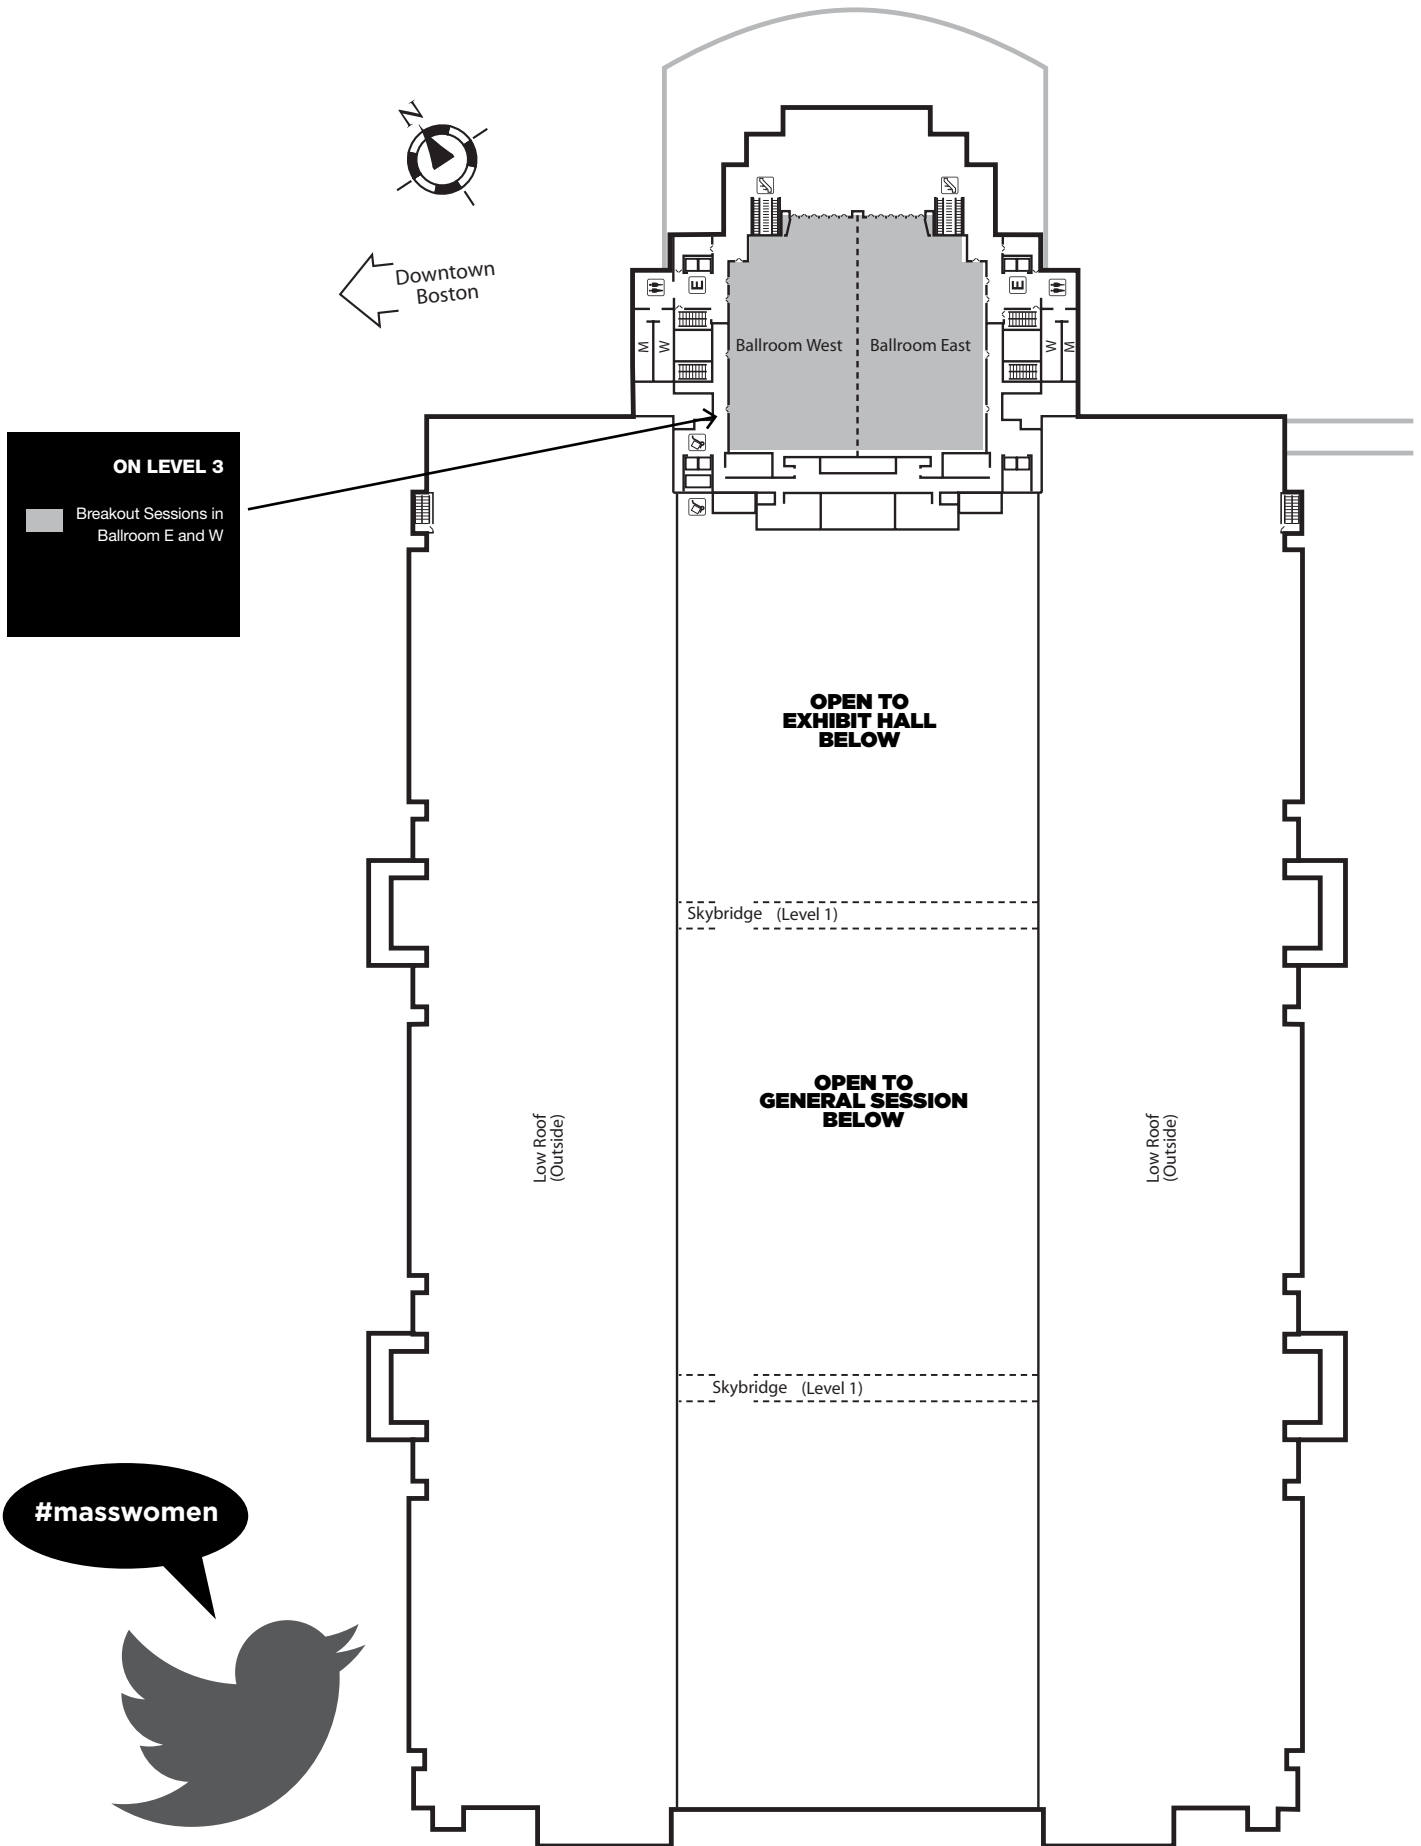 N
Downtown
Boston
E
E
M
W
W
M
Ballroom West
Ballroom East
ON LEVEL 3
Breakout Sessions in
Ballroom E and W
OPEN TO
EXHIBIT HALL
BELOW
Skybridge (Level 1)
OPEN TO
GENERAL SESSION
BELOW
Low Roof
(Outside)
Low Roof
(Outside)
Skybridge (Level 1)
#masswomen